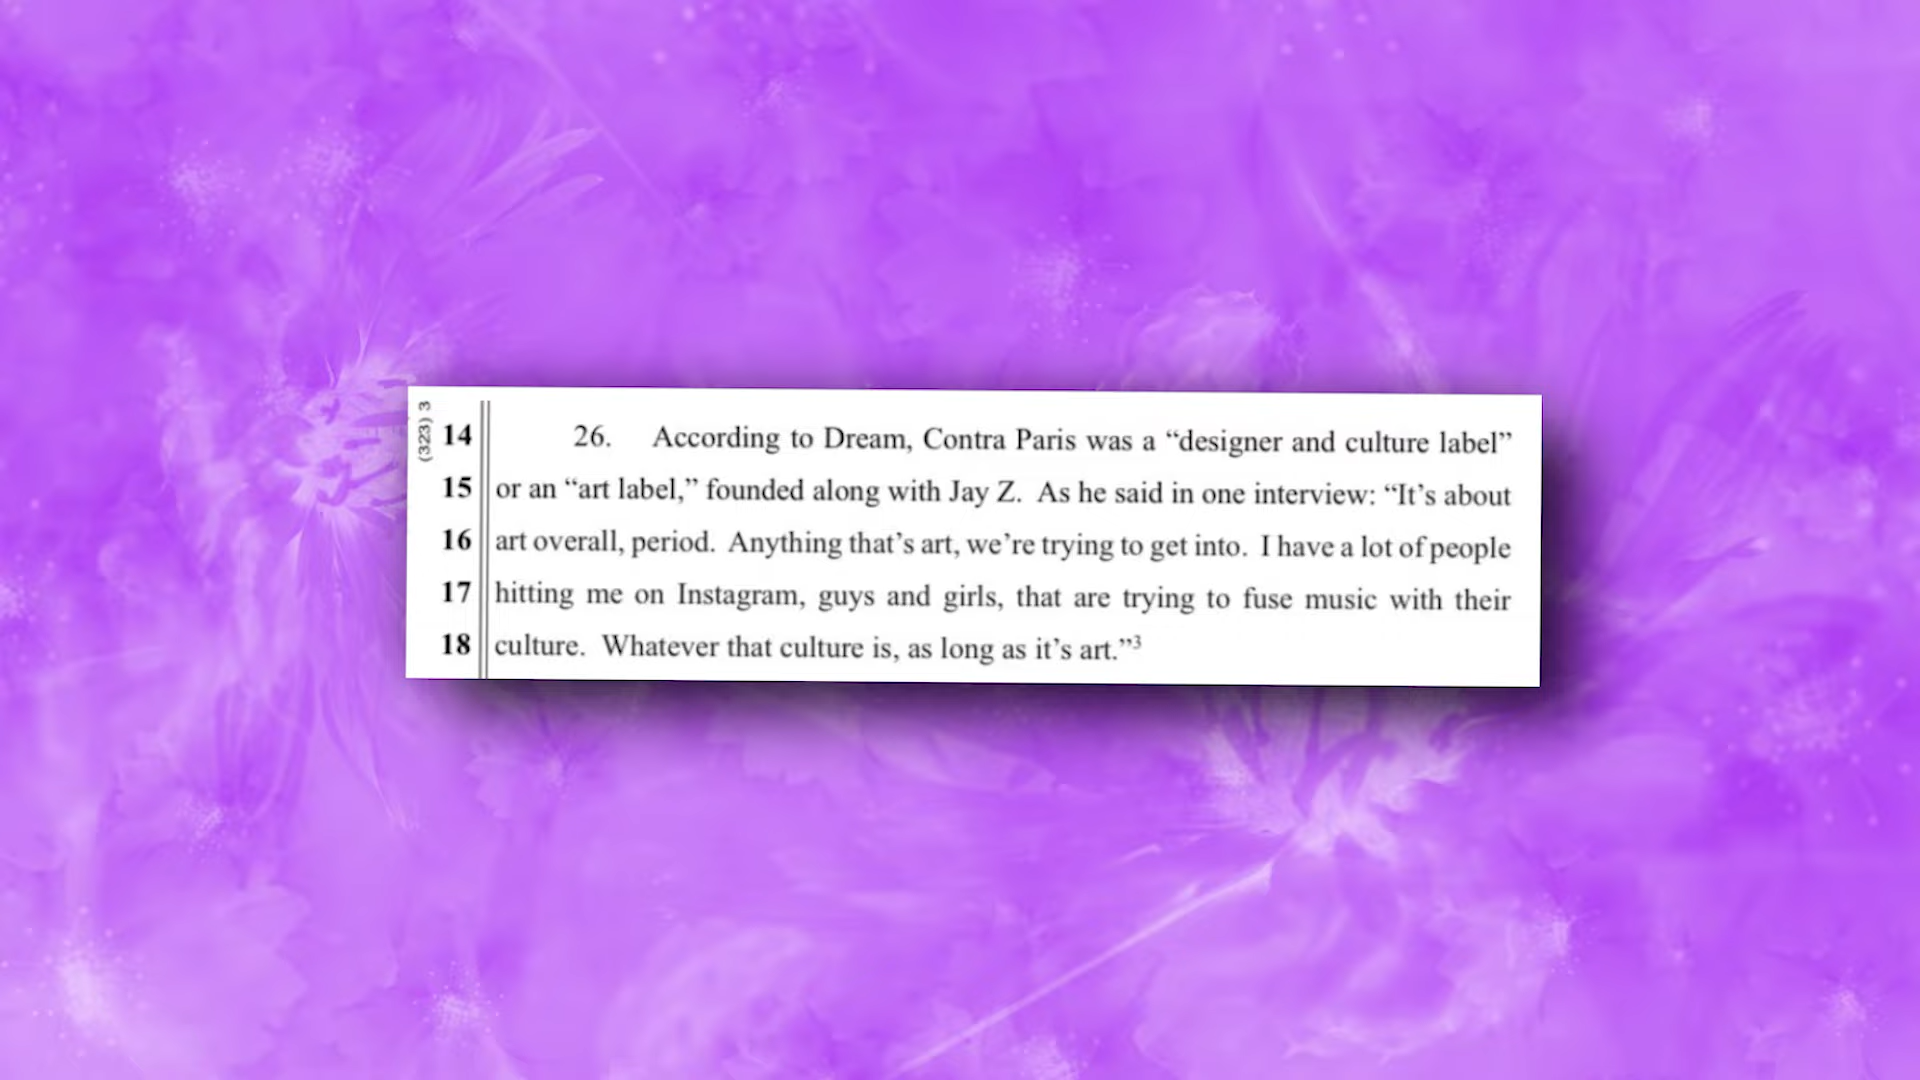 (323) 3
14 26. According to Dream, Contra Paris was a “designer and culture label”
15 or an “art label,” founded along with Jay Z. As he said in one interview: “It’s about
16 art overall, period. Anything that’s art, we’re trying to get into. I have a lot of people
17 hitting me on Instagram, guys and girls, that are trying to fuse music with their
18 culture. Whatever that culture is, as long as it’s art.”3